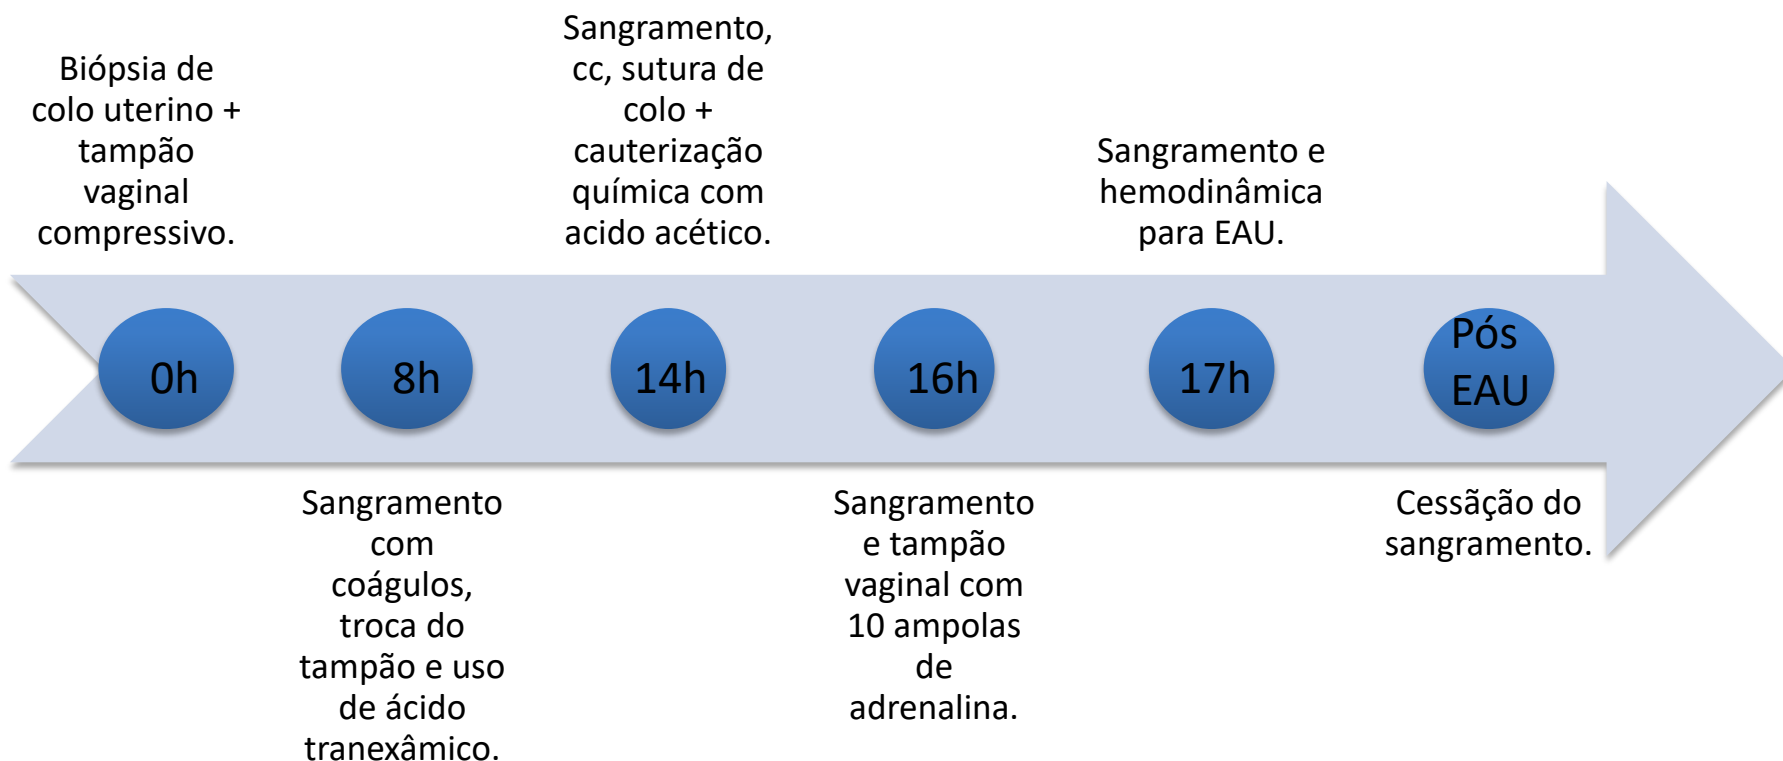 Biópsia de
colo uterino +
tampão
vaginal
compressivo.
Sangramento,
cc, sutura de
colo +
cauterização
química com
acido acético.
Sangramento e
hemodinâmica
para EAU.
0h
8h
14h
16h
17h
Pós
EAU
Sangramento
com
coágulos,
troca do
tampão e uso
de ácido
tranexâmico.
Sangramento
e tampão
vaginal com
10 ampolas
de
adrenalina.
Cessãção do
sangramento.